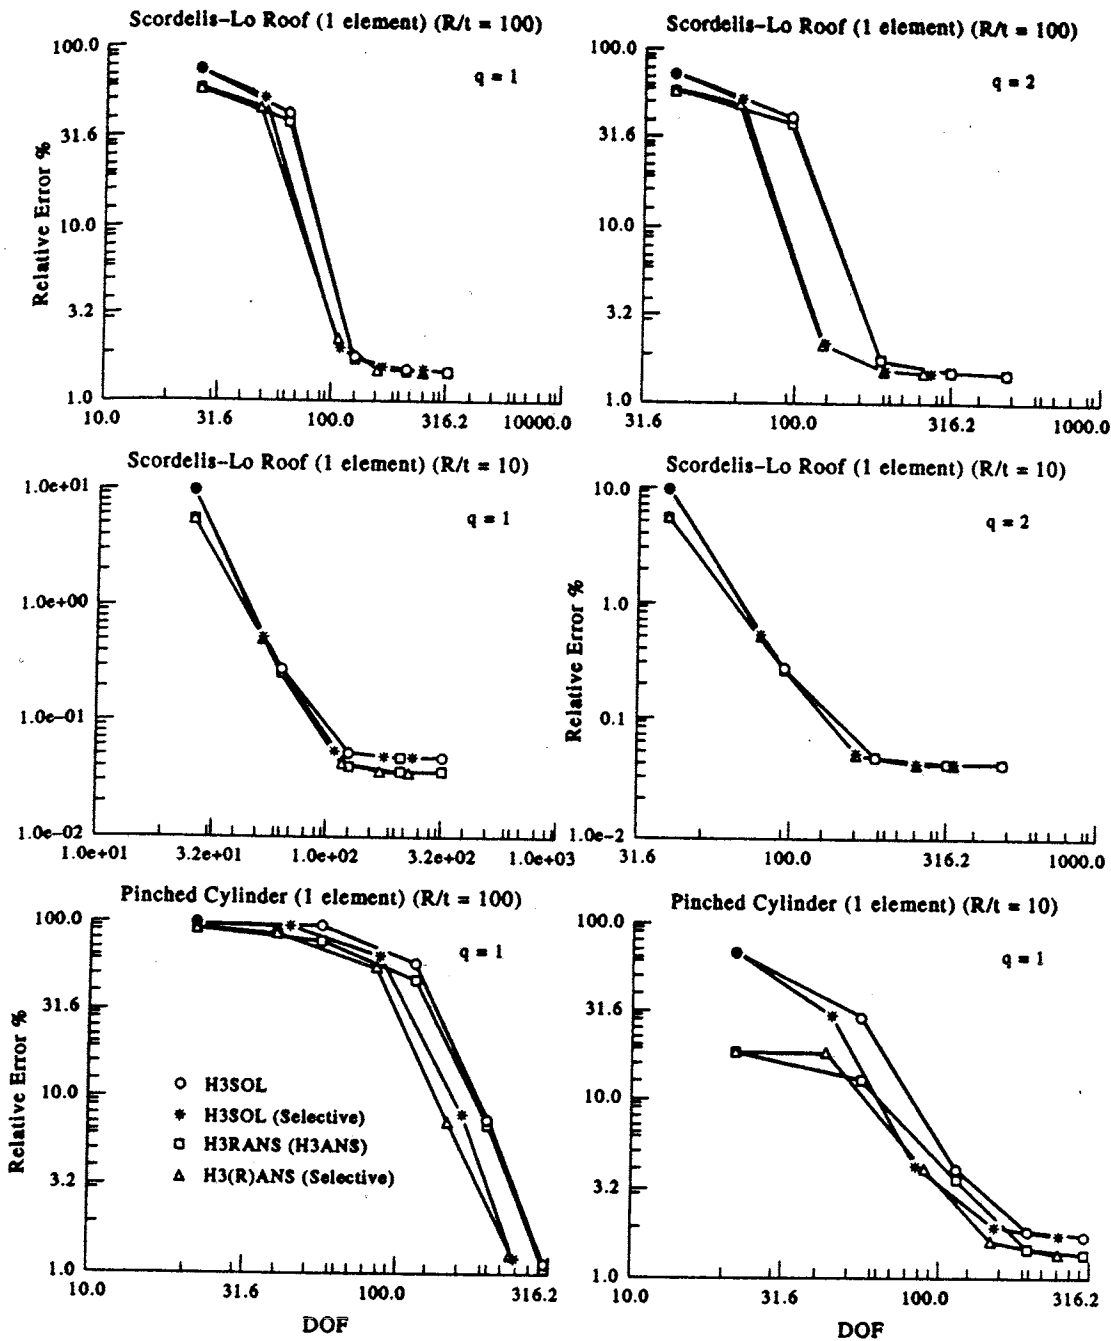 Scordelis-Lo Roof (1 element) (R/t = 100)
q = 1
Relative Error %
100.0
31.6
10.0
3.2
1.0
10.0 31.6 100.0 316.2 10000.0
Scordelis-Lo Roof (1 element) (R/t = 100)
q = 2
100.0
31.6
10.0
3.2
1.0
31.6 100.0 316.2 1000.0
Scordelis-Lo Roof (1 element) (R/t = 10)
q = 1
1.0e+01
1.0e+00
1.0e-01
1.0e-02
1.0e+01 3.2e+01 1.0e+02 3.2e+02 1.0e+03
Scordelis-Lo Roof (1 element) (R/t = 10)
q = 2
Relative Error %
10.0
1.0
0.1
1.0e-2
31.6 100.0 316.2 1000.0
Pinched Cylinder (1 element) (R/t = 100)
q = 1
Relative Error %
100.0
31.6
10.0
3.2
1.0
H3SOL
H3SOL (Selective)
H3RANS (H3ANS)
H3(R)ANS (Selective)
10.0 31.6 100.0 316.2
DOF
Pinched Cylinder (1 element) (R/t = 10)
q = 1
100.0
31.6
10.0
3.2
1.0
10.0 31.6 100.0 316.2
DOF